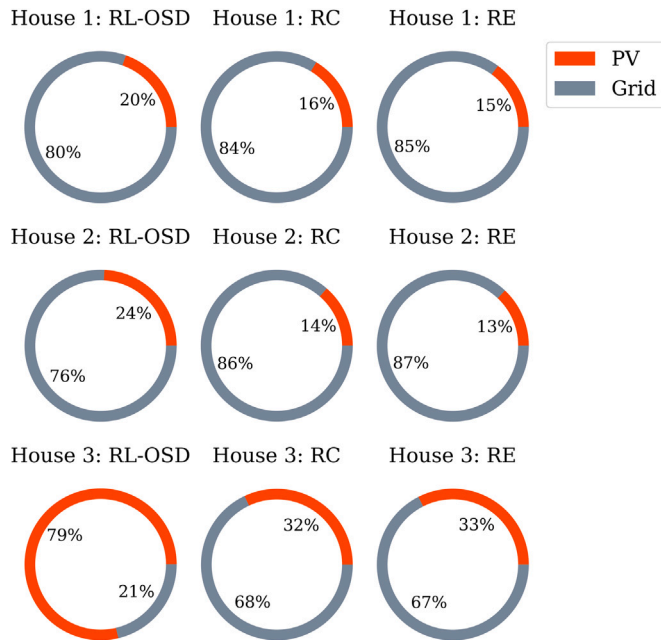 House 1: RL-OSD House 1: RC House 1: RE
PV
Grid
20% 16% 15%
80% 84% 85%
House 2: RL-OSD House 2: RC House 2: RE
24% 14% 13%
76% 86% 87%
House 3: RL-OSD House 3: RC House 3: RE
79% 32% 33%
21% 68% 67%